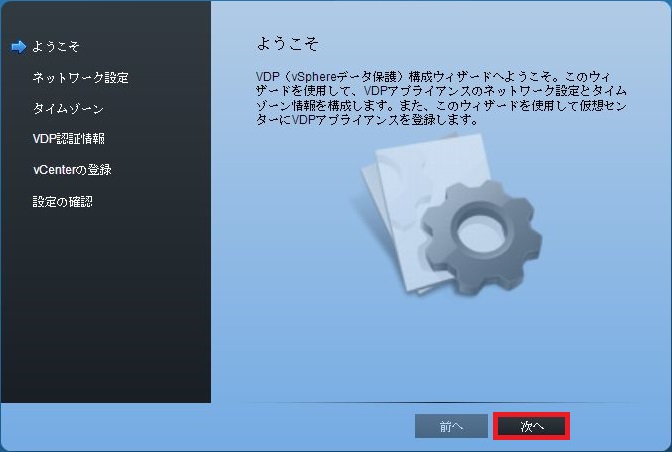 ようこそ
ネットワーク設定
タイムゾーン
VDP認証情報
vCenterの登録
設定の確認
ようこそ
VDP（vSphereデータ保護）構成ウィザードへようこそ。このウィ
ザードを使用して、VDPアプライアンスのネットワーク設定とタイム
ゾーン情報を構成します。また、このウィザードを使用して仮想セン
ターにVDPアプライアンスを登録します。
前へ
次へ